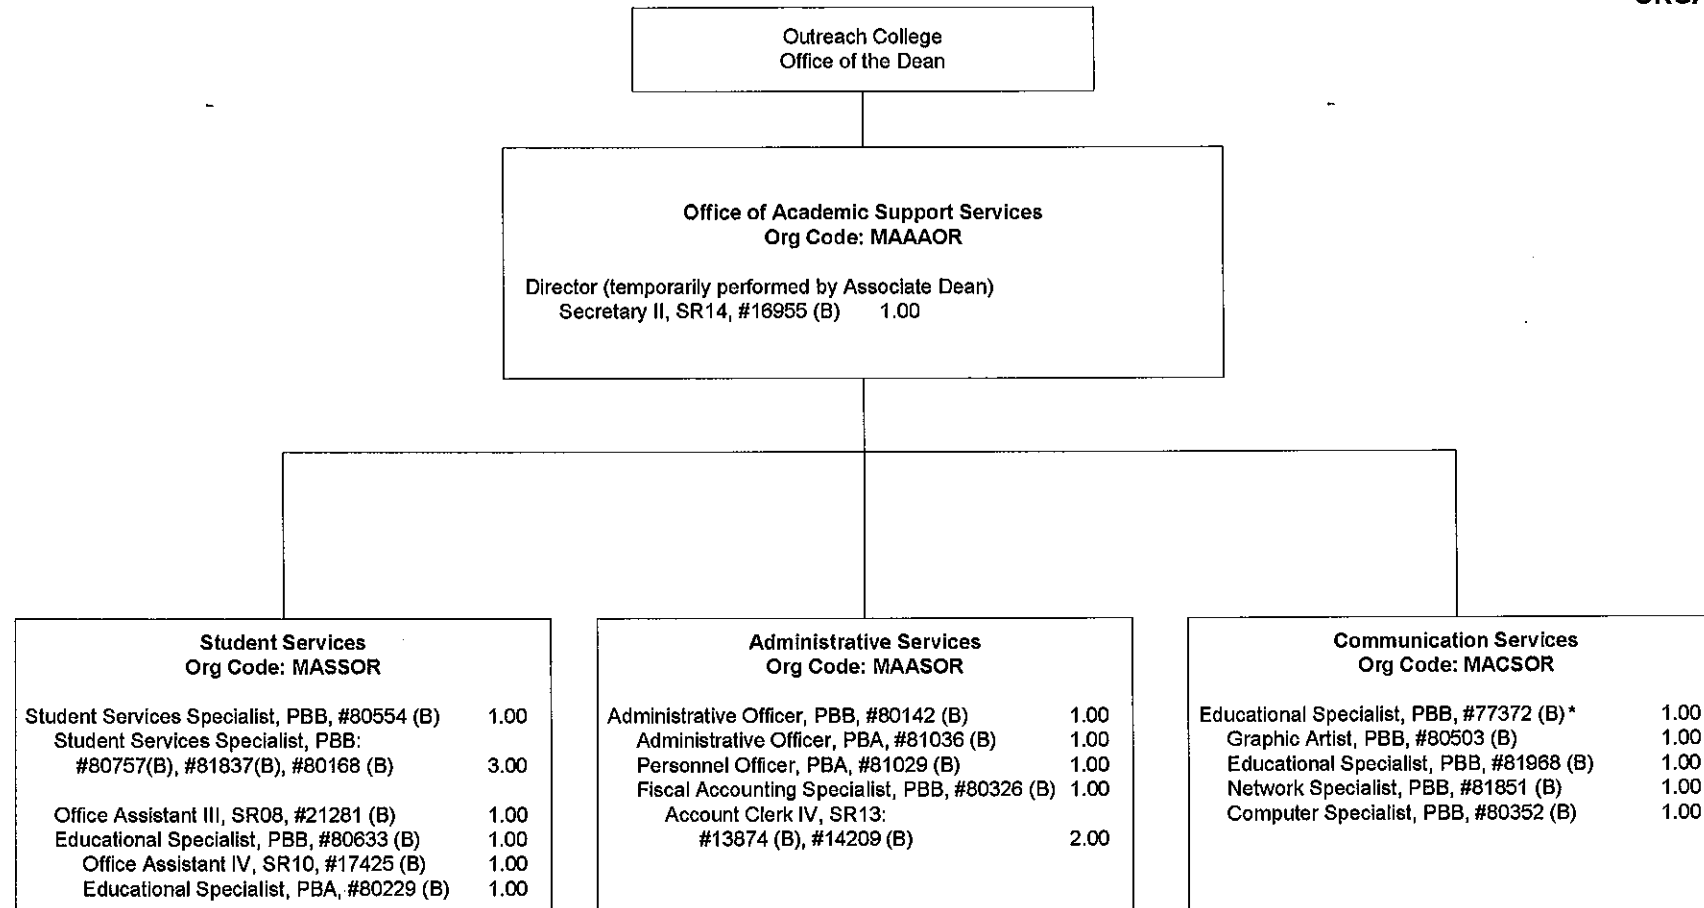 Outreach College
Office of the Dean
Office of Academic Support Services
Org Code: MAAAOR
Director (temporarily performed by Associate Dean)
Secretary II, SR14, #16955 (B) 1.00
Student Services
Org Code: MASSOR
Student Services Specialist, PBB, #80554 (B) 1.00
Student Services Specialist, PBB:
#80757(B), #81837(B), #80168 (B) 3.00
Office Assistant III, SR08, #21281 (B) 1.00
Educational Specialist, PBB, #80633 (B) 1.00
Office Assistant IV, SR10, #17425 (B) 1.00
Educational Specialist, PBA, #80229 (B) 1.00
Administrative Services
Org Code: MAASOR
Administrative Officer, PBB, #80142 (B) 1.00
Administrative Officer, PBA, #81036 (B) 1.00
Personnel Officer, PBA, #81029 (B) 1.00
Fiscal Accounting Specialist, PBB, #80326 (B) 1.00
Account Clerk IV, SR13:
#13874 (B), #14209 (B) 2.00
Communication Services
Org Code: MACSOR
Educational Specialist, PBB, #77372 (B)* 1.00
Graphic Artist, PBB, #80503 (B) 1.00
Educational Specialist, PBB, #81968 (B) 1.00
Network Specialist, PBB, #81851 (B) 1.00
Computer Specialist, PBB, #80352 (B) 1.00